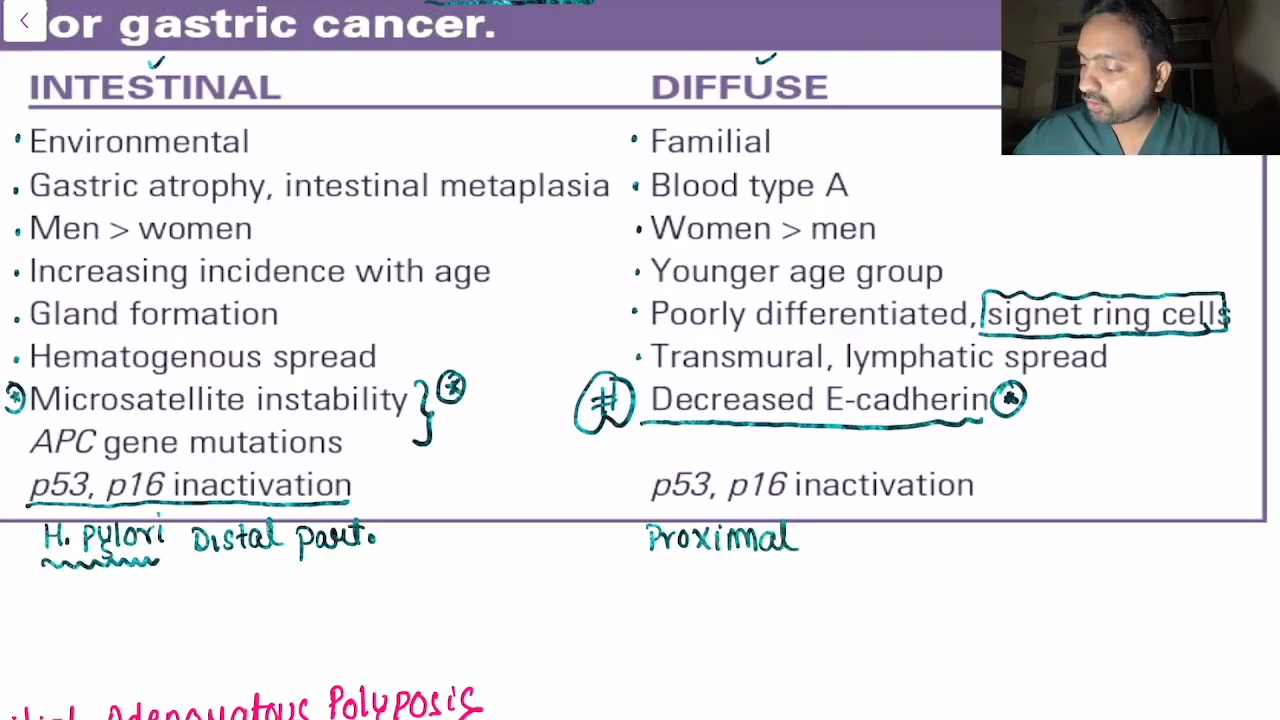 or gastric cancer.
INTESTINAL DIFFUSE
Environmental Familial
Gastric atrophy, intestinal metaplasia Blood type A
Men > women Women > men
Increasing incidence with age Younger age group
Gland formation Poorly differentiated, signet ring cells
Hematogenous spread Transmural, lymphatic spread
Microsatellite instability Decreased E-cadherin
APC gene mutations
p53, p16 inactivation p53, p16 inactivation
H. pylori Distal part. Proximal
Adenomatous Polyposis